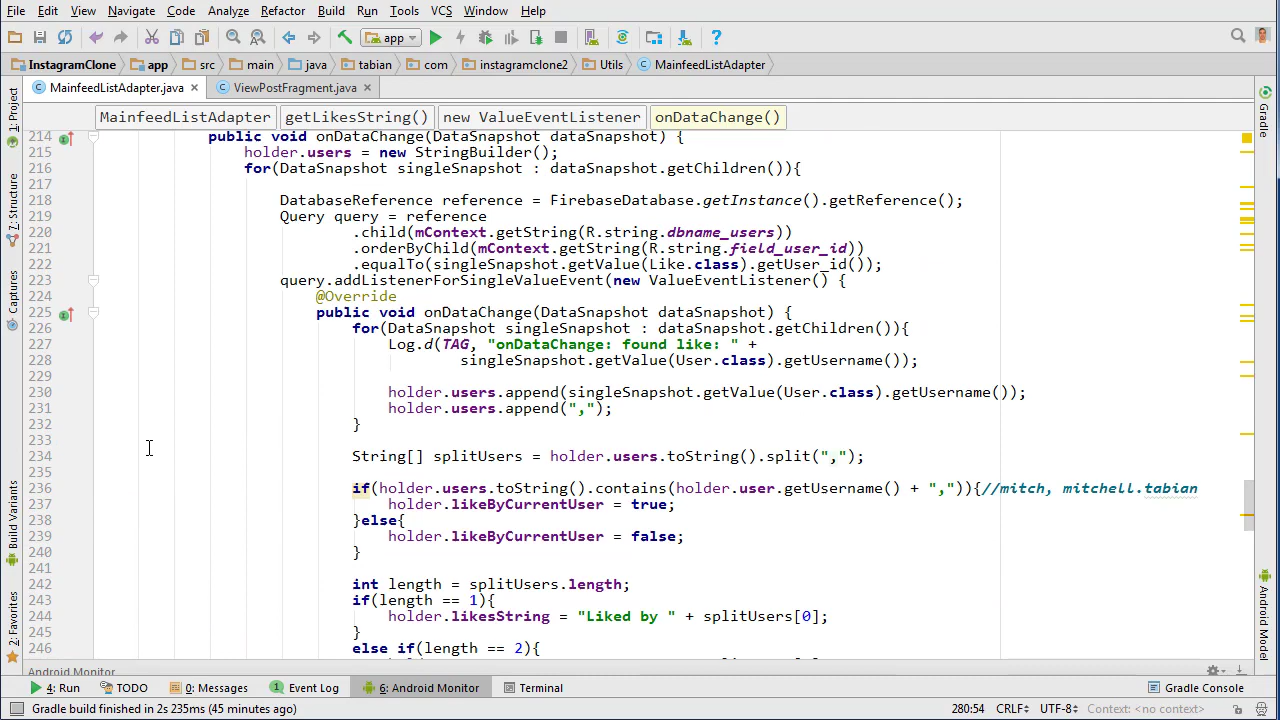 File Edit View Navigate Code Analyze Refactor Build Run Tools VCS Window Help
app
InstagramClone app src main java tabian com instagramclone2 Utils MainfeedListAdapter
MainfeedListAdapter.java ViewPostFragment.java
MainfeedListAdapter getLikesString() new ValueEventListener onDataChange()
1: Project
7: Structure
Captures
Build Variants
2: Favorites
214 public void onDataChange(DataSnapshot dataSnapshot) {
215 holder.users = new StringBuilder();
216 for(DataSnapshot singleSnapshot : dataSnapshot.getChildren()){
217
218 DatabaseReference reference = FirebaseDatabase.getInstance().getReference();
219 Query query = reference
220 .child(mContext.getString(R.string.dbname_users))
221 .orderByChild(mContext.getString(R.string.field_user_id))
222 .equalTo(singleSnapshot.getValue(Like.class).getUser_id());
223 query.addListenerForSingleValueEvent(new ValueEventListener() {
224 @Override
225 public void onDataChange(DataSnapshot dataSnapshot) {
226 for(DataSnapshot singleSnapshot : dataSnapshot.getChildren()){
227 Log.d(TAG, "onDataChange: found like: " +
228 singleSnapshot.getValue(User.class).getUsername());
229
230 holder.users.append(singleSnapshot.getValue(User.class).getUsername());
231 holder.users.append(",");
232 }
233
234 String[] splitUsers = holder.users.toString().split(",");
235
236 if(holder.users.toString().contains(holder.user.getUsername() + ",")){//mitch, mitchell.tabian
237 holder.likeByCurrentUser = true;
238 }else{
239 holder.likeByCurrentUser = false;
240 }
241
242 int length = splitUsers.length;
243 if(length == 1){
244 holder.likesString = "Liked by " + splitUsers[0];
245 }
246 else if(length == 2){
Gradle
Android Model
Android Monitor
4: Run TODO 0: Messages Event Log 6: Android Monitor Terminal Gradle Console
Gradle build finished in 2s 235ms (45 minutes ago) 280:54 CRLF UTF-8 Context: <no context>